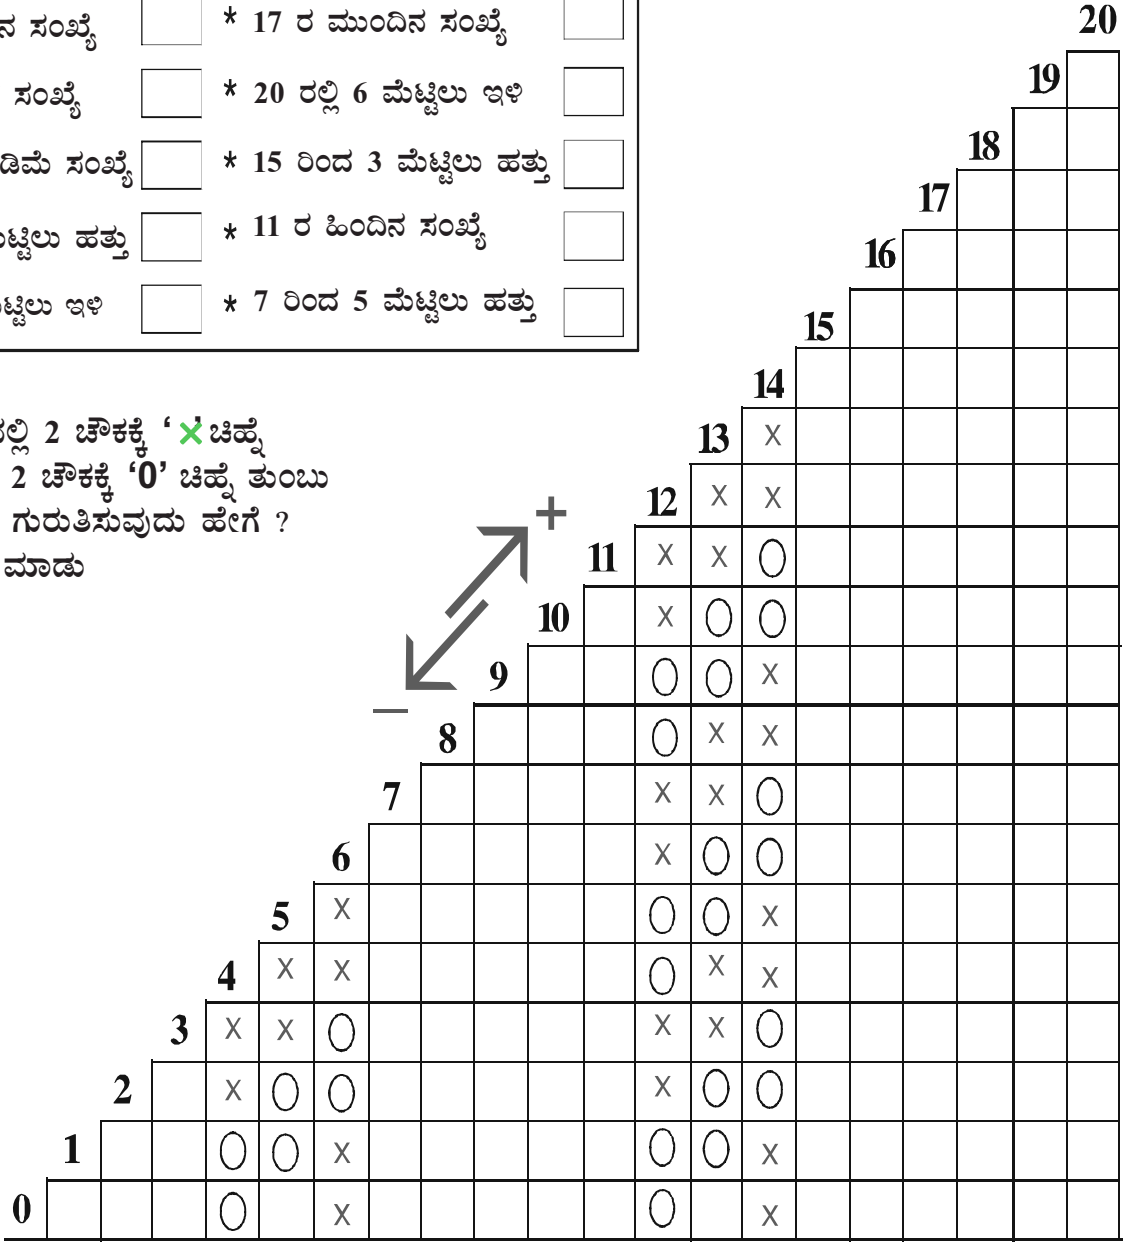 ನ ಸಂಖ್ಯೆ * 17 ರ ಮುಂದಿನ ಸಂಖ್ಯೆ
ಸಂಖ್ಯೆ * 20 ರಲ್ಲಿ 6 ಮೆಟ್ಟಿಲು ಇಳಿ
ಡಿಮೆ ಸಂಖ್ಯೆ * 15 ರಿಂದ 3 ಮೆಟ್ಟಿಲು ಹತ್ತು
ಟ್ಟಿಲು ಹತ್ತು * 11 ರ ಹಿಂದಿನ ಸಂಖ್ಯೆ
ಟ್ಟಿಲು ಇಳಿ * 7 ರಿಂದ 5 ಮೆಟ್ಟಿಲು ಹತ್ತು
ರಲ್ಲಿ 2 ಚೌಕಕ್ಕೆ ‘×’ ಚಿಹ್ನೆ
2 ಚೌಕಕ್ಕೆ ‘0’ ಚಿಹ್ನೆ ತುಂಬು
ಗುರುತಿಸುವುದು ಹೇಗೆ ?
ಮಾಡು
+
–
20
19
18
17
16
15
14
13 X
12 X X
11 X X O
10 X O O
9 O O X
8 O X X
7 X X O
6 X O O
5 X O O X
4 X X O X X
3 X X O X X O
2 X O O X O O
1 O O X O O X
0 O X O X